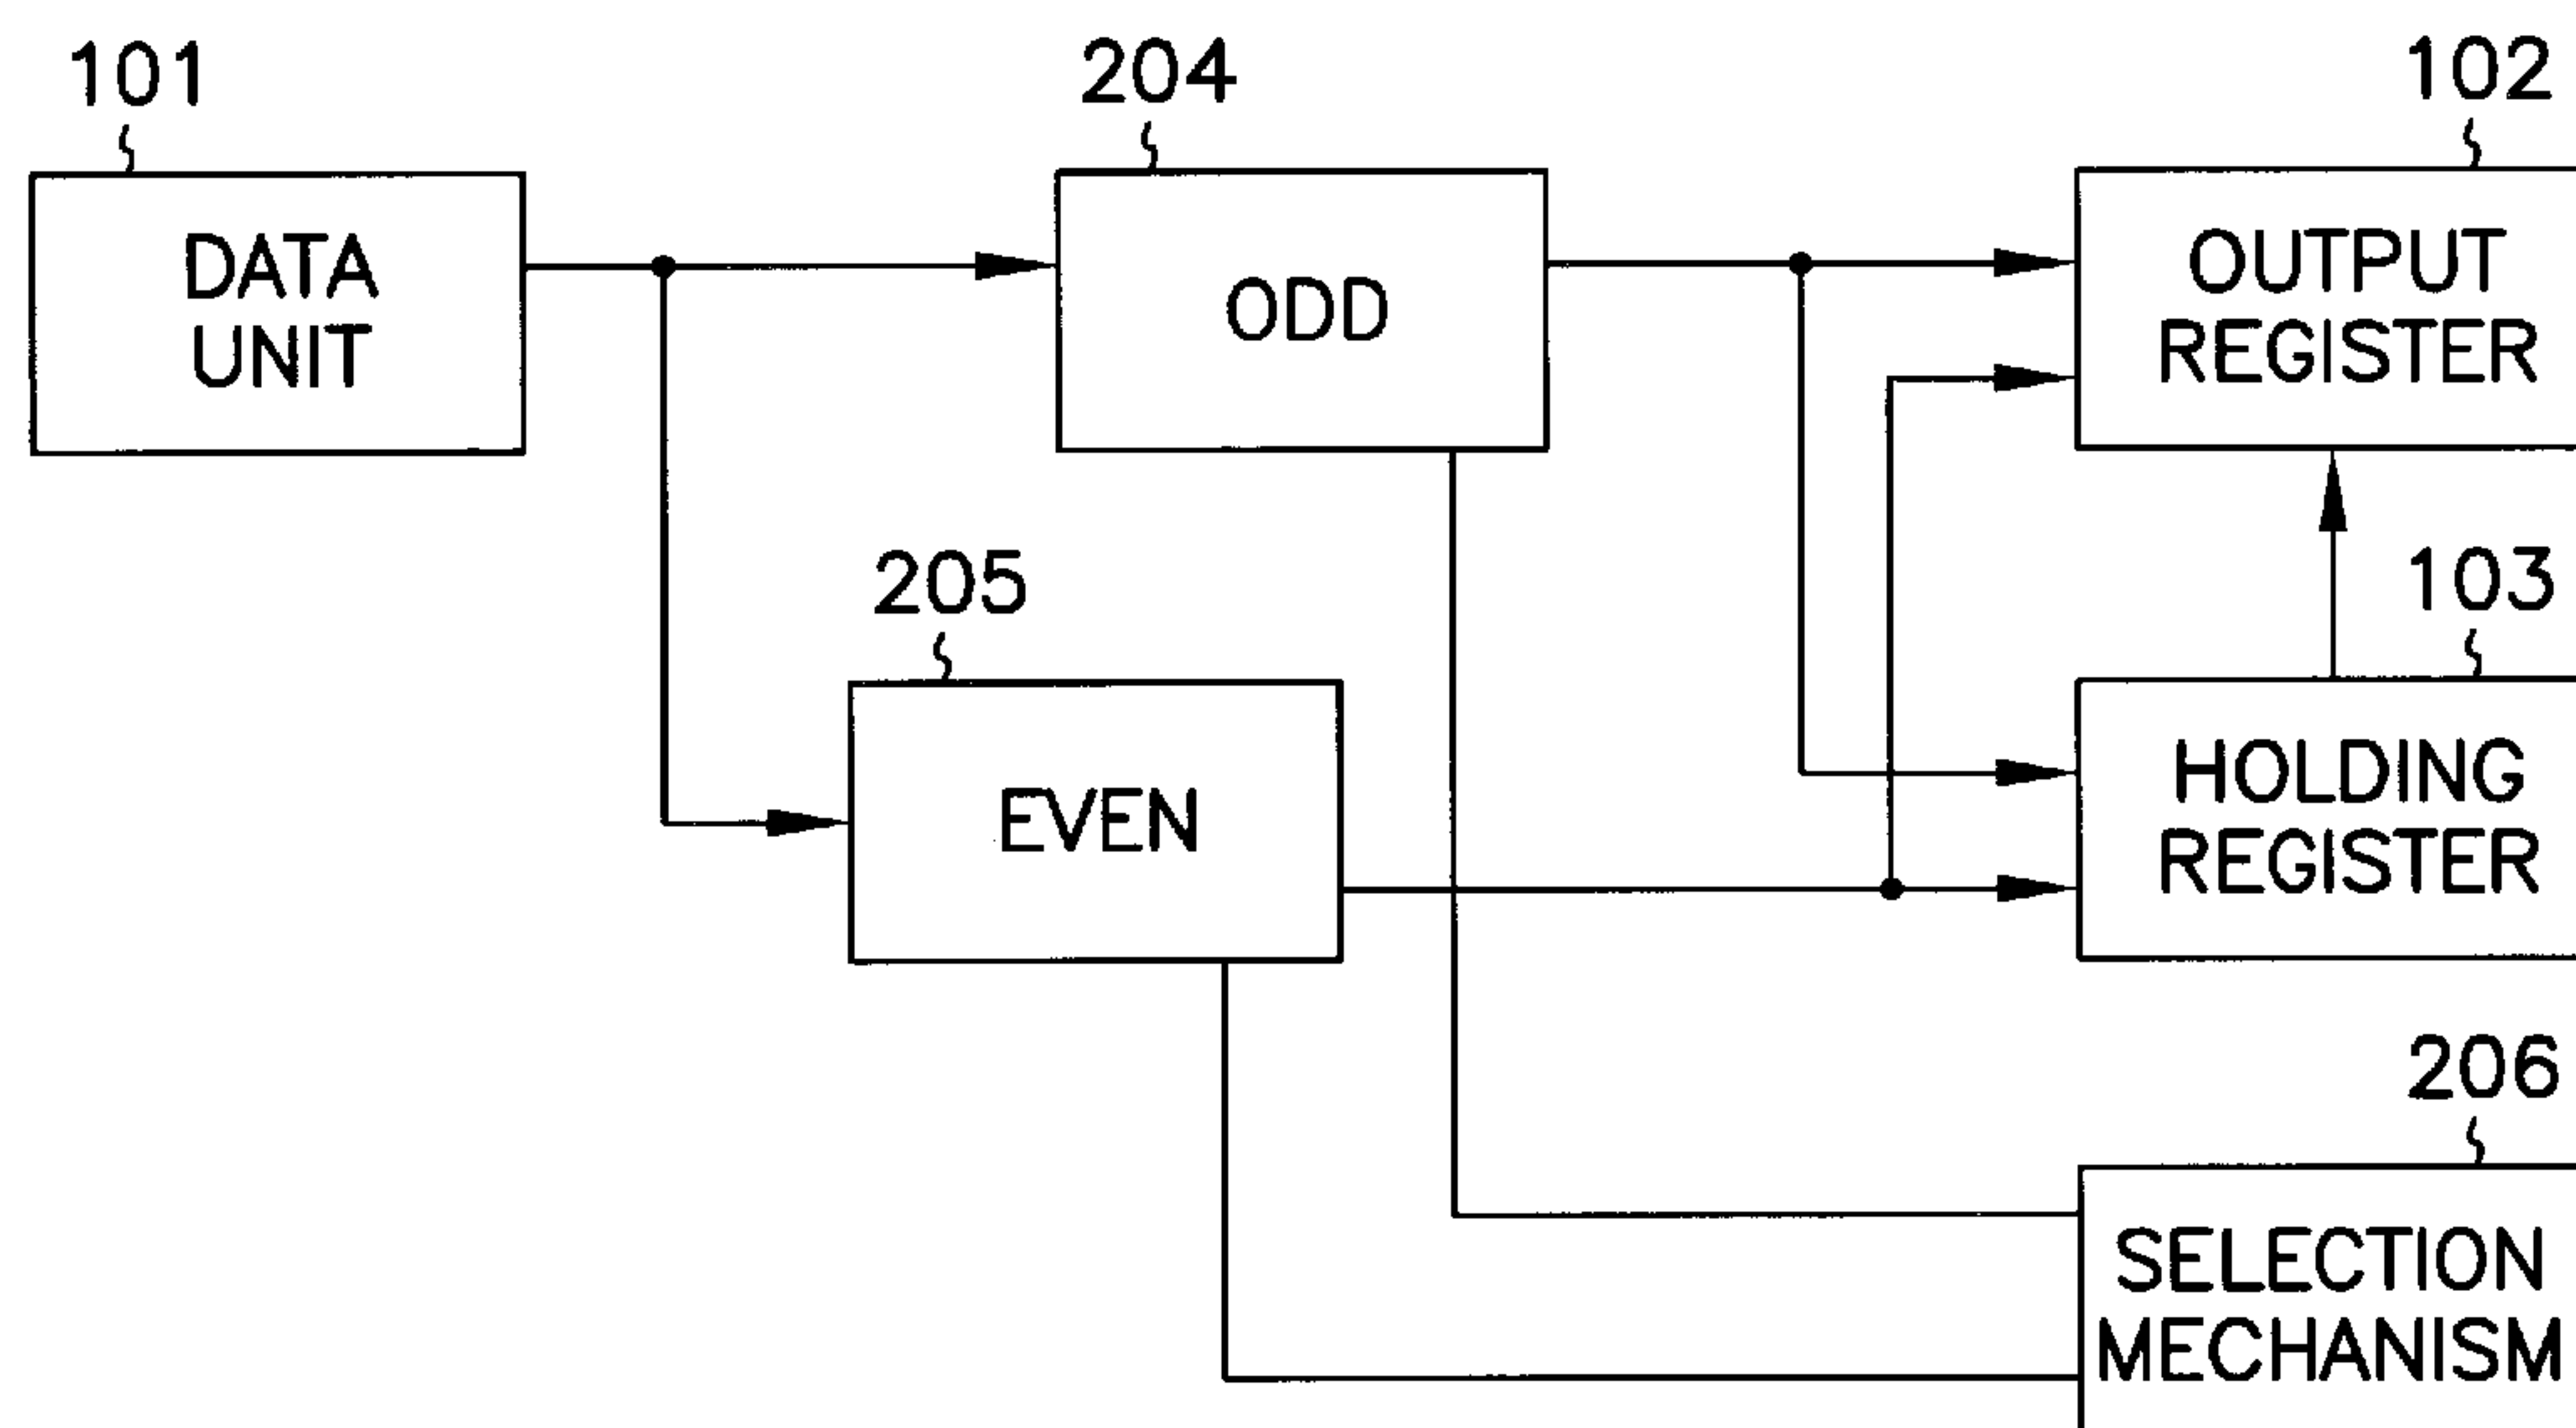 101
204
102
DATA
UNIT
ODD
OUTPUT
REGISTER
205
103
EVEN
HOLDING
REGISTER
206
SELECTION
MECHANISM